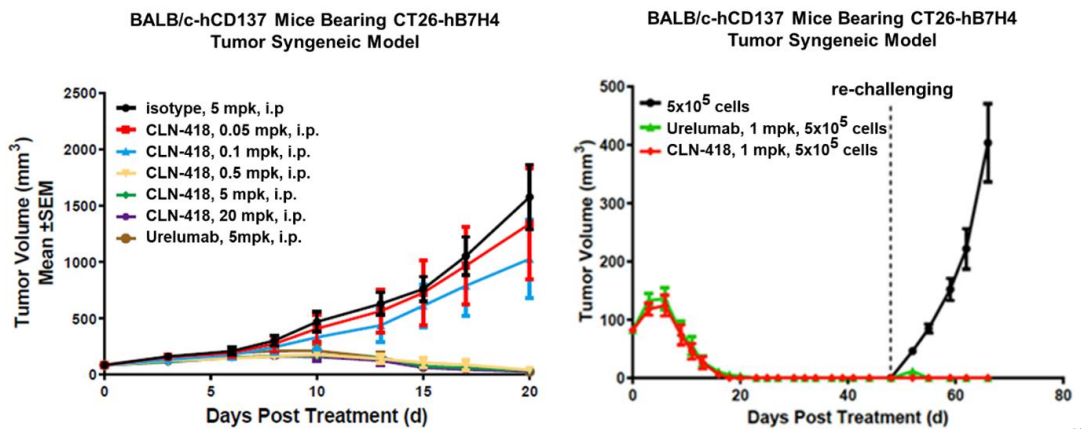 BALB/c-hCD137 Mice Bearing CT26-hB7H4
Tumor Syngeneic Model
Tumor Volume (mm³)
Mean ±SEM
2500
2000
1500
1000
500
0
isotype, 5 mpk, i.p
CLN-418, 0.05 mpk, i.p.
CLN-418, 0.1 mpk, i.p.
CLN-418, 0.5 mpk, i.p.
CLN-418, 5 mpk, i.p.
CLN-418, 20 mpk, i.p.
Urelumab, 5mpk, i.p.
0 5 10 15 20
Days Post Treatment (d)
BALB/c-hCD137 Mice Bearing CT26-hB7H4
Tumor Syngeneic Model
Tumor Volume (mm³)
500
400
300
200
100
0
re-challenging
5x10⁵ cells
Urelumab, 1 mpk, 5x10⁵ cells
CLN-418, 1 mpk, 5x10⁵ cells
0 20 40 60 80
Days Post Treatment (d)